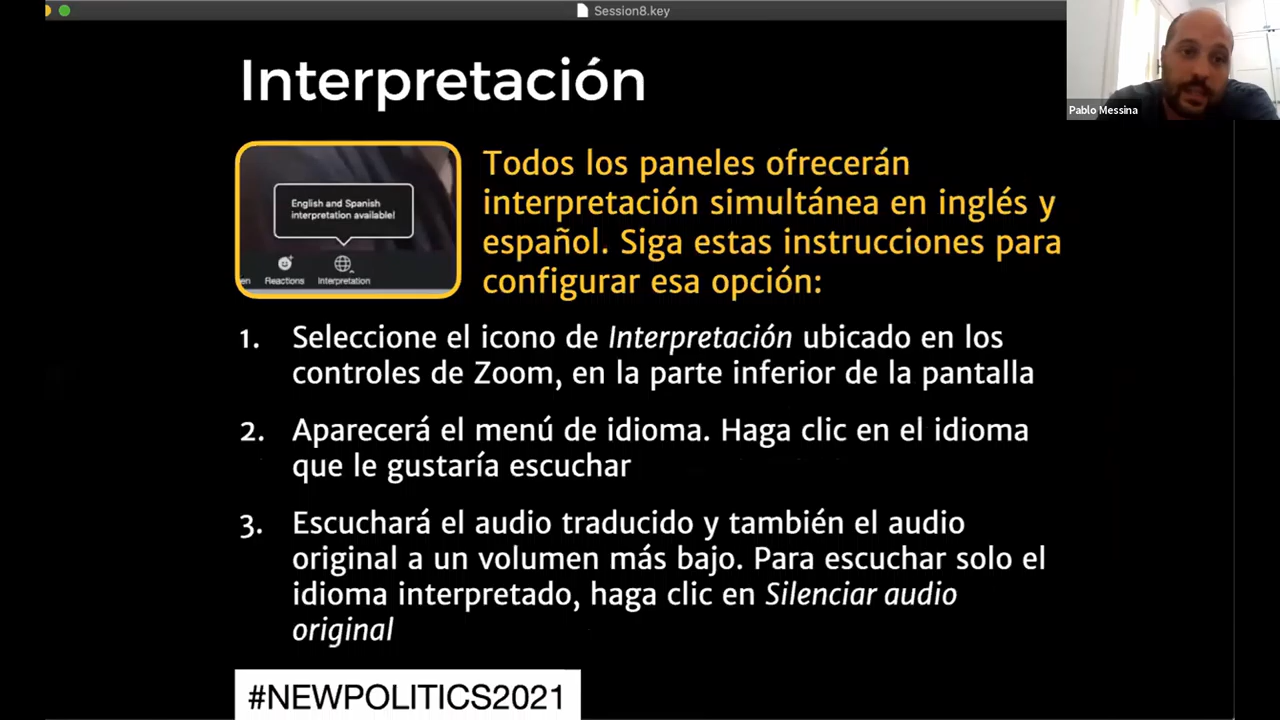 Session8.key
Pablo Messina
Interpretación
English and Spanish
interpretation available!
en
Reactions
Interpretation
Todos los paneles ofrecerán
interpretación simultánea en inglés y
español. Siga estas instrucciones para
configurar esa opción:
1. Seleccione el icono de Interpretación ubicado en los
controles de Zoom, en la parte inferior de la pantalla
2. Aparecerá el menú de idioma. Haga clic en el idioma
que le gustaría escuchar
3. Escuchará el audio traducido y también el audio
original a un volumen más bajo. Para escuchar solo el
idioma interpretado, haga clic en Silenciar audio
original
#NEWPOLITICS2021